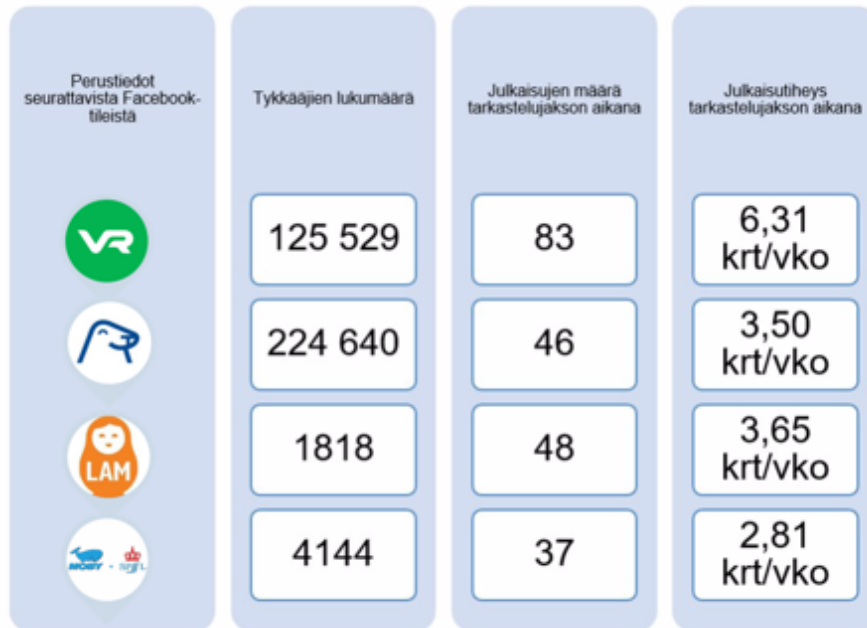 Perustiedot
seurattavista Facebook-
tileistä
Tykkääjien lukumäärä
Julkaisujen määrä
tarkastelujakson aikana
Julkaisutiheys
tarkastelujakson aikana
VR
125 529
83
6,31
krt/vko
224 640
46
3,50
krt/vko
LAM
1818
48
3,65
krt/vko
MOBY
4144
37
2,81
krt/vko